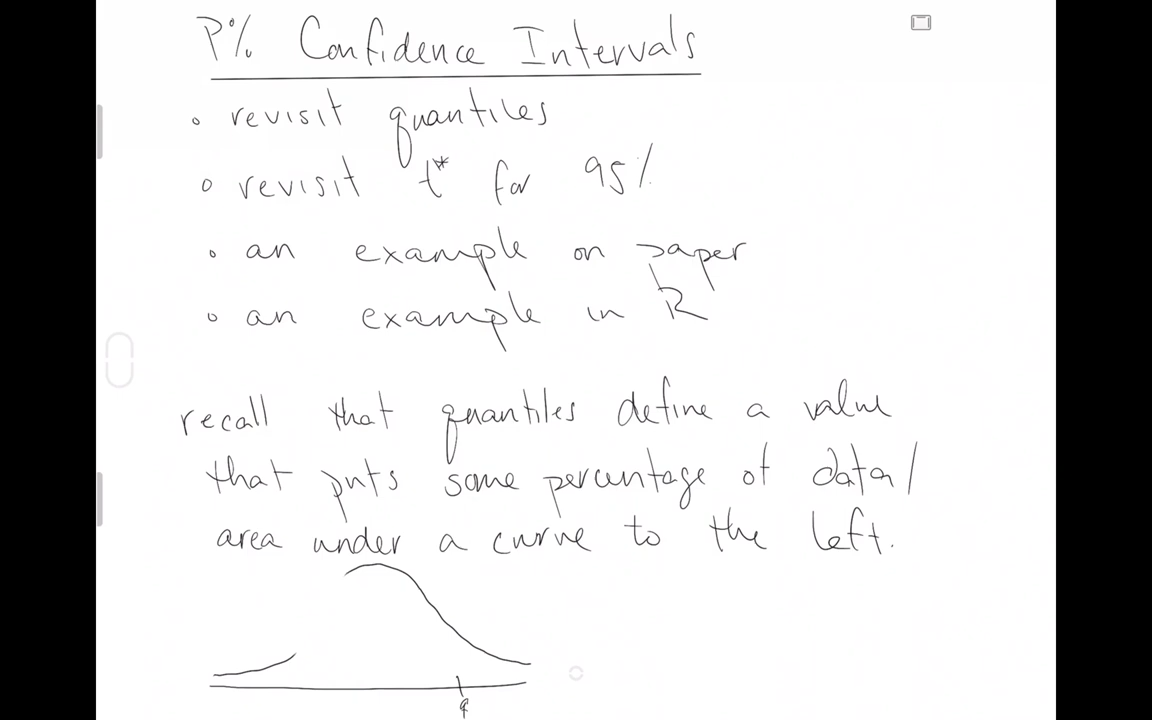 P% Confidence Intervals
• revisit quantiles
• revisit t* for 95%
• an example on paper
• an example in R
recall that quantiles define a value
that puts some percentage of data/
area under a curve to the left.
q